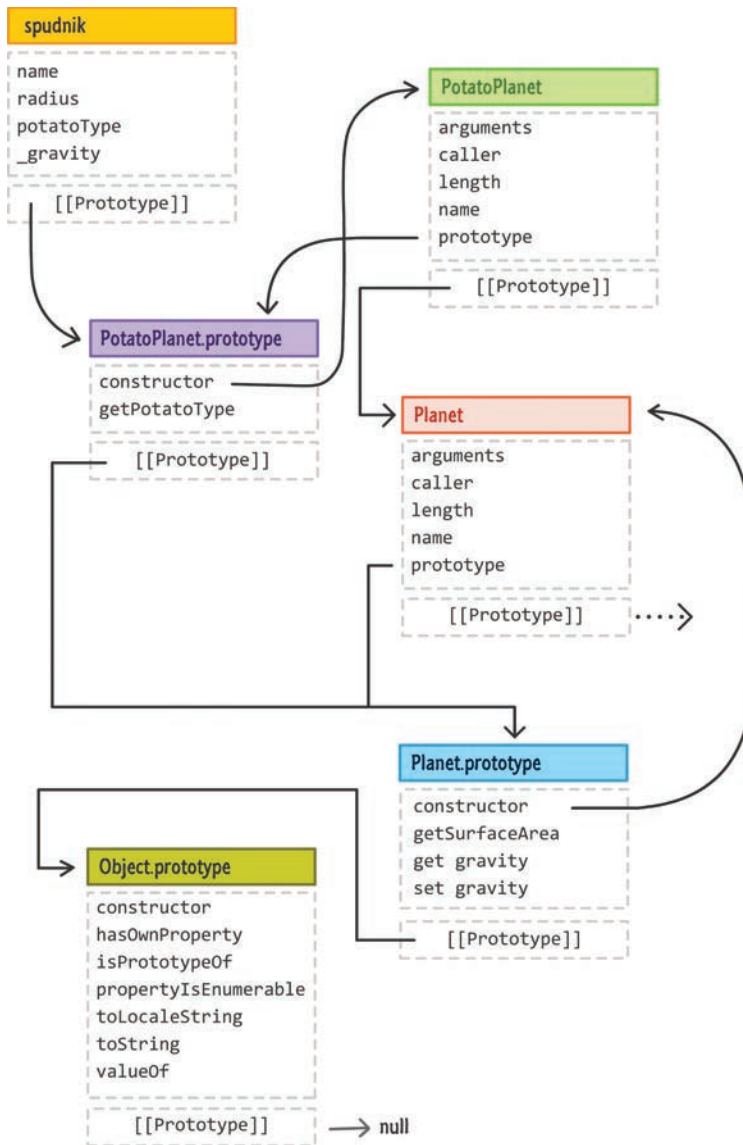 spudnik
name
radius
potatoType
_gravity
[[Prototype]]
PotatoPlanet
arguments
caller
length
name
prototype
[[Prototype]]
PotatoPlanet.prototype
constructor
getPotatoType
[[Prototype]]
Planet
arguments
caller
length
name
prototype
[[Prototype]]
Planet.prototype
constructor
getSurfaceArea
get gravity
set gravity
[[Prototype]]
Object.prototype
constructor
hasOwnProperty
isPrototypeOf
propertyIsEnumerable
toLocaleString
toString
valueOf
[[Prototype]]
null